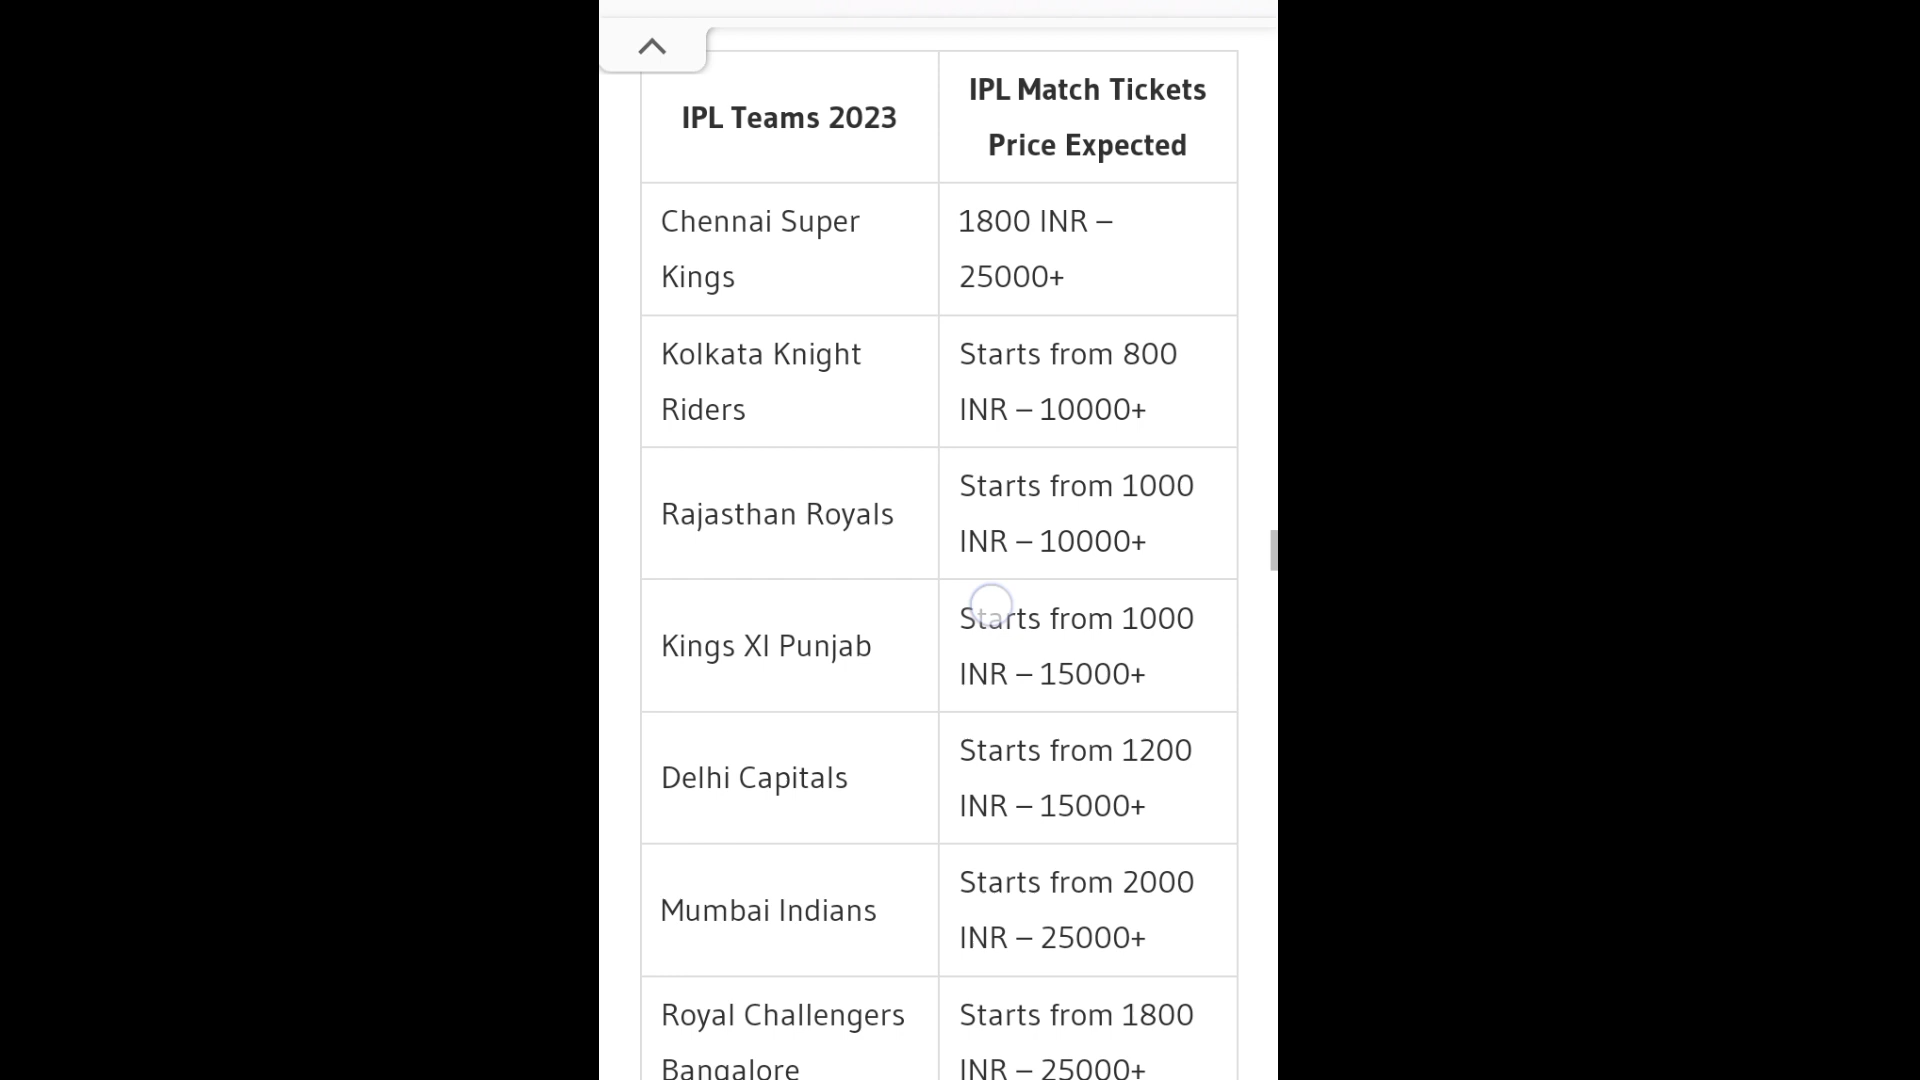 IPL Teams 2023
IPL Match Tickets
Price Expected
Chennai Super
Kings
1800 INR –
25000+
Kolkata Knight
Riders
Starts from 800
INR – 10000+
Rajasthan Royals
Starts from 1000
INR – 10000+
Kings XI Punjab
Starts from 1000
INR – 15000+
Delhi Capitals
Starts from 1200
INR – 15000+
Mumbai Indians
Starts from 2000
INR – 25000+
Royal Challengers
Bangalore
Starts from 1800
INR – 25000+